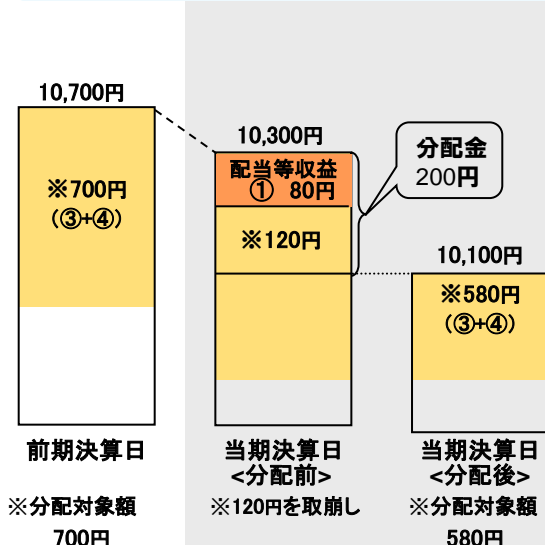 10,700円
※700円
(③+④)
前期決算日
※分配対象額
700円
10,300円
配当等収益
① 80円
※120円
当期決算日
<分配前>
※120円を取崩し
分配金
200円
10,100円
※580円
(③+④)
当期決算日
<分配後>
※分配対象額
580円